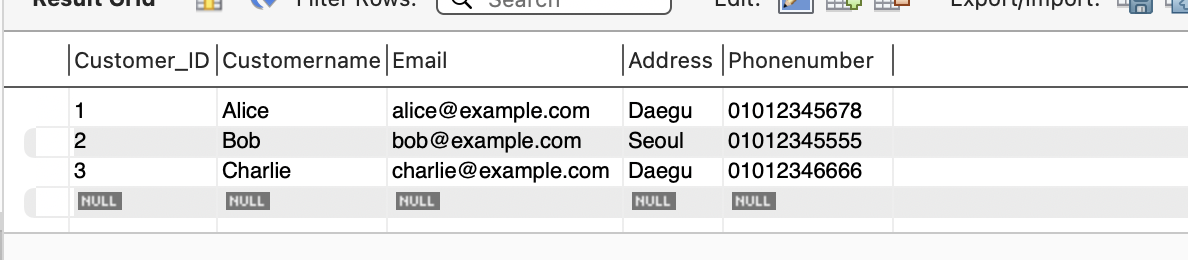 Result Grid Filter Rows: Search Edit: Export/Import:
Customer_ID Customername Email Address Phonenumber
1 Alice alice@example.com Daegu 01012345678
2 Bob bob@example.com Seoul 01012345555
3 Charlie charlie@example.com Daegu 01012346666
NULL NULL NULL NULL NULL